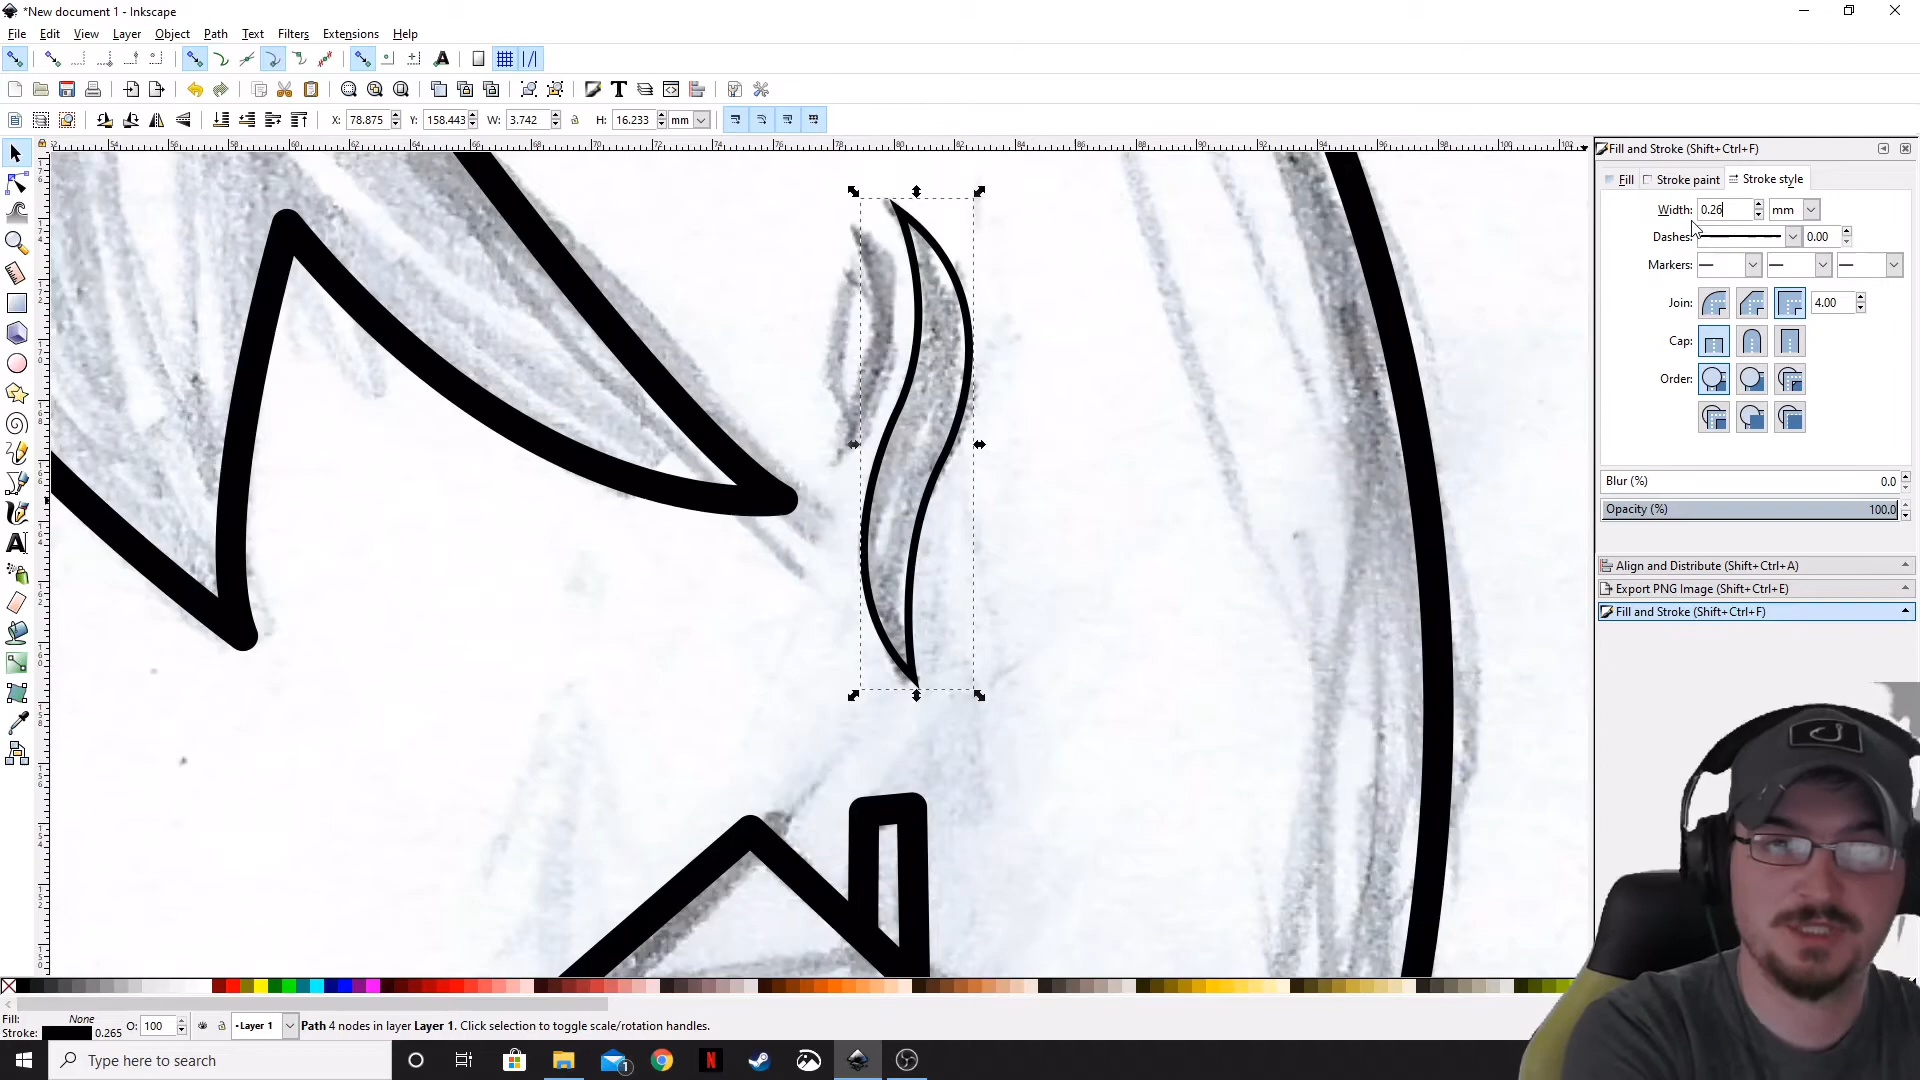 *New document 1 - Inkscape
File Edit View Layer Object Path Text Filters Extensions Help
X: 78.875 Y: 158.443 W: 3.742 H: 16.233 mm
Fill and Stroke (Shift+Ctrl+F)
Fill Stroke paint Stroke style
Width: 0.26 mm
Dashes: 0.00
Markers:
Join: 4.00
Cap:
Order:
Blur (%) 0.0
Opacity (%) 100.0
Align and Distribute (Shift+Ctrl+A)
Export PNG Image (Shift+Ctrl+E)
Fill and Stroke (Shift+Ctrl+F)
Fill: None
Stroke: 0.265 O: 100 Layer 1 Path 4 nodes in layer Layer 1. Click selection to toggle scale/rotation handles.
Type here to search